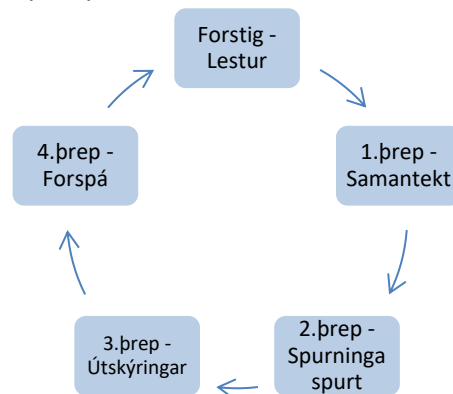 Forstig -
Lestur
1.þrep -
Samantekt
2.þrep -
Spurninga
spurt
3.þrep -
Útskýringar
4.þrep -
Forspá